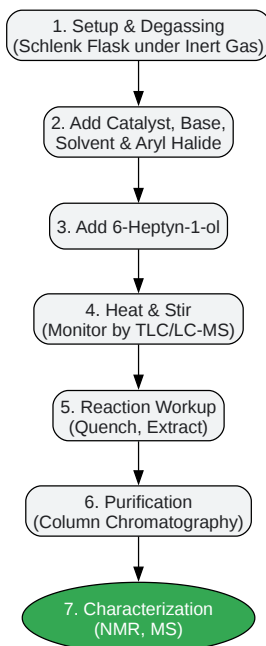 1. Setup & Degassing
(Schlenk Flask under Inert Gas)
2. Add Catalyst, Base,
Solvent & Aryl Halide
3. Add 6-Heptyn-1-ol
4. Heat & Stir
(Monitor by TLC/LC-MS)
5. Reaction Workup
(Quench, Extract)
6. Purification
(Column Chromatography)
7. Characterization
(NMR, MS)